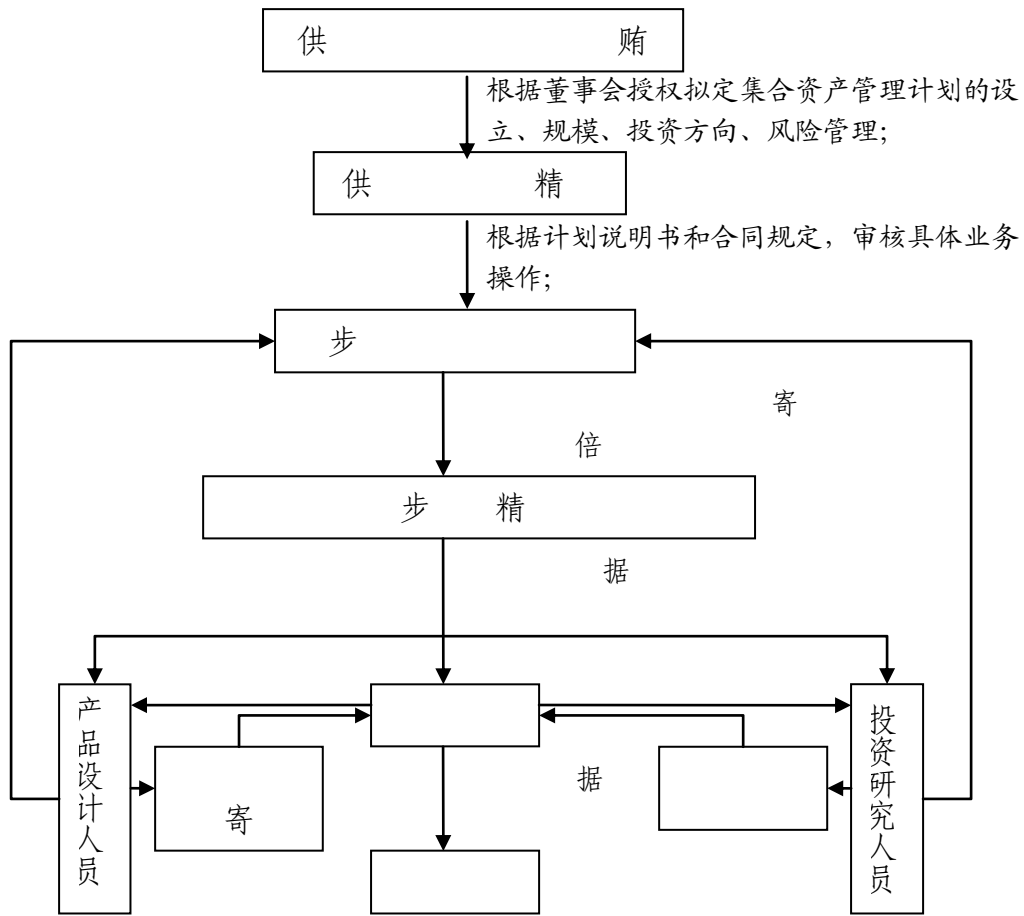 供 贿
根据董事会授权拟定集合资产管理计划的设
立、规模、投资方向、风险管理;
供 精
根据计划说明书和合同规定，审核具体业务
操作;
步
寄
倍
步 精
据
产品设计人员
寄
据
投资研究人员